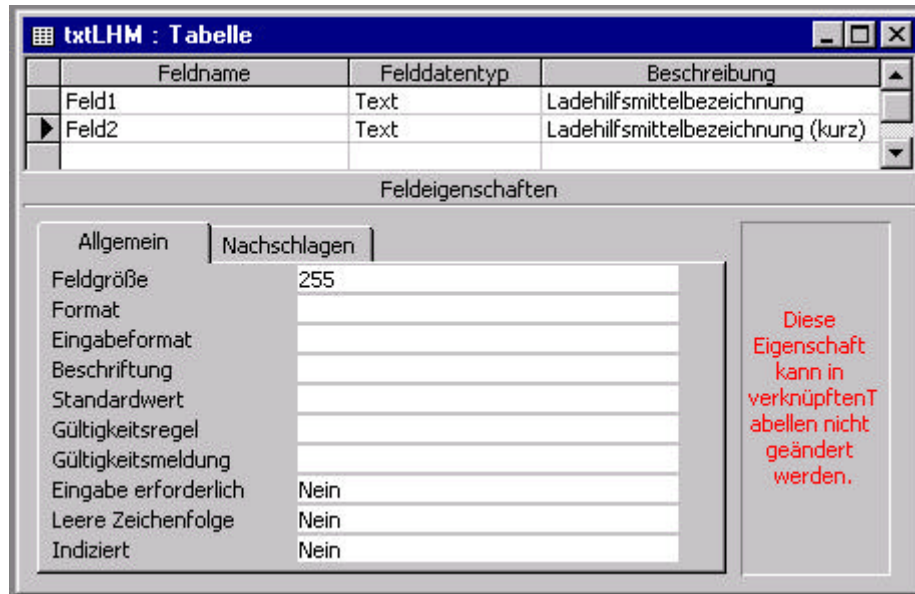 txtLHM : Tabelle
Feldname Felddatentyp Beschreibung
Feld1 Text Ladehilfsmittelbezeichnung
Feld2 Text Ladehilfsmittelbezeichnung (kurz)
Feldeigenschaften
Allgemein Nachschlagen
Feldgröße 255
Format
Eingabeformat
Beschriftung
Standardwert
Gültigkeitsregel
Gültigkeitsmeldung
Eingabe erforderlich Nein
Leere Zeichenfolge Nein
Indiziert Nein
Diese
Eigenschaft
kann in
verknüpftenT
abellen nicht
geändert
werden.